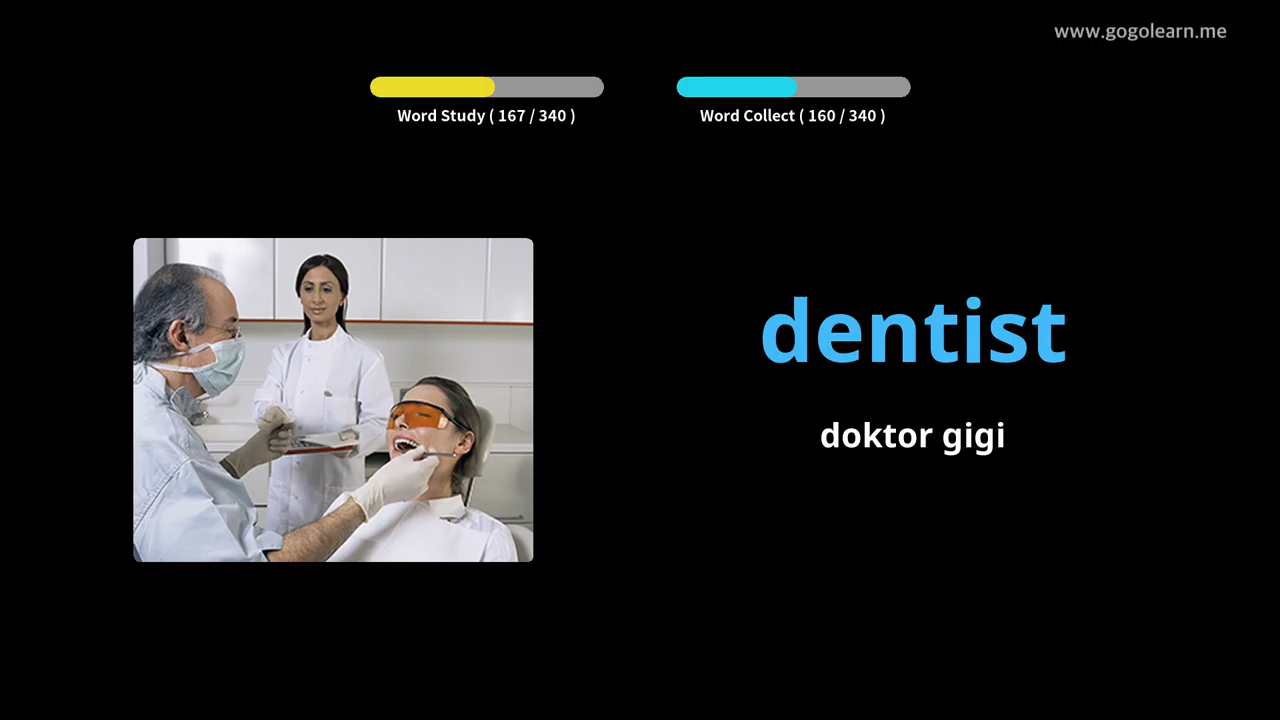 www.gogolearn.me
Word Study ( 167 / 340 )
Word Collect ( 160 / 340 )
dentist
doktor gigi